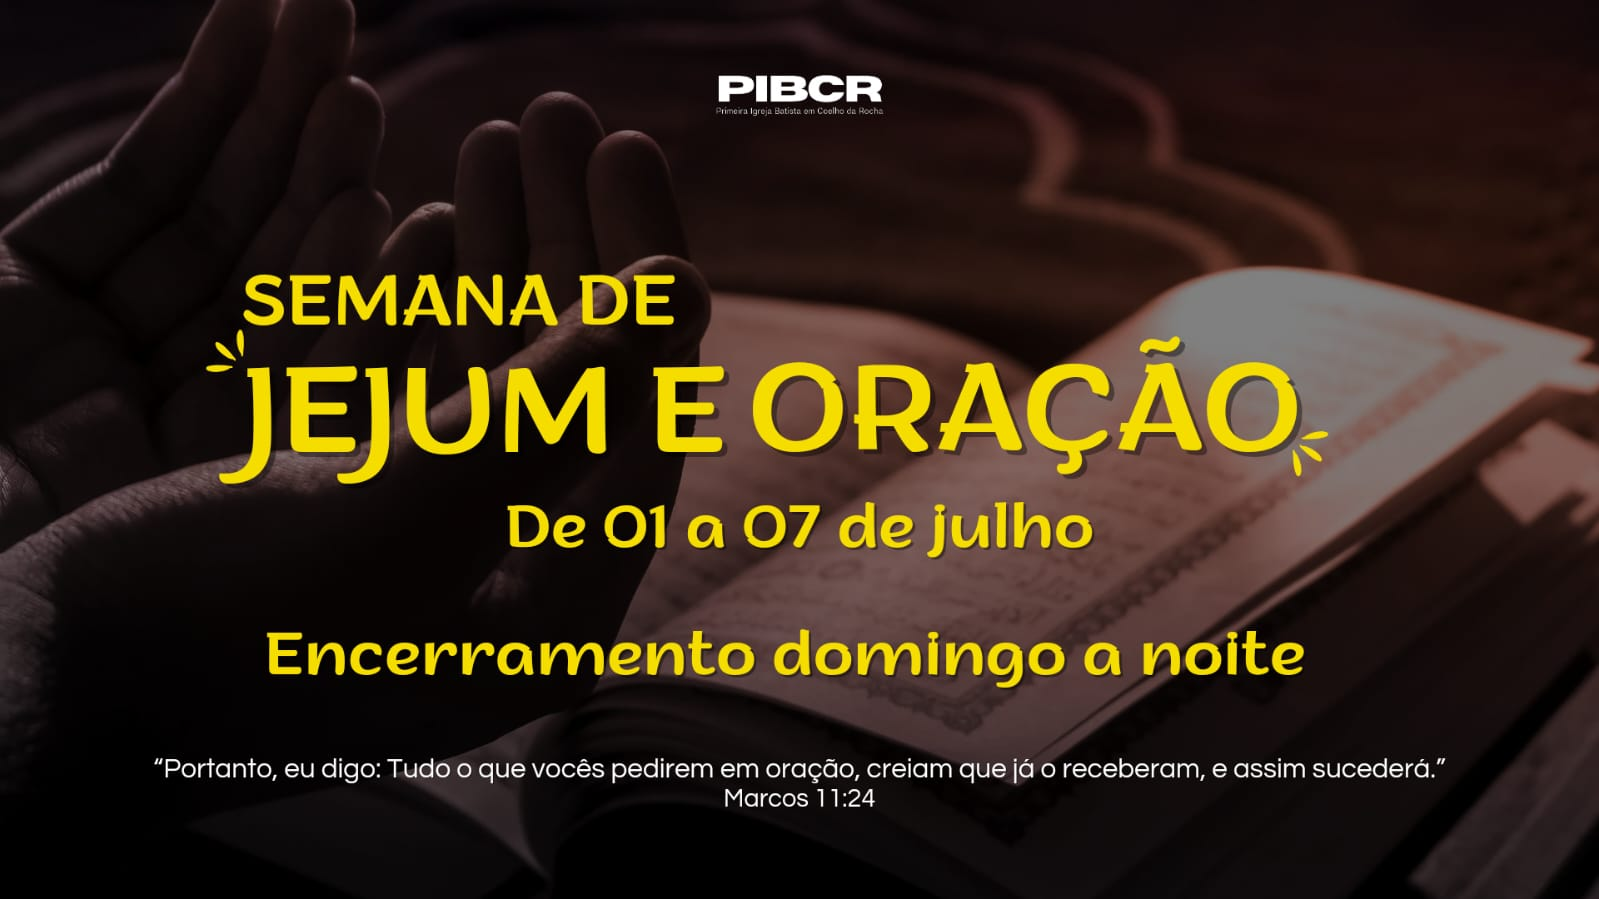 PIBCR
Primeira Igreja Batista em Coelho da Rocha
SEMANA DE
JEJUM E ORAÇÃO
De 01 a 07 de julho
Encerramento domingo a noite
“Portanto, eu digo: Tudo o que vocês pedirem em oração, creiam que já o receberam, e assim sucederá.”
Marcos 11:24